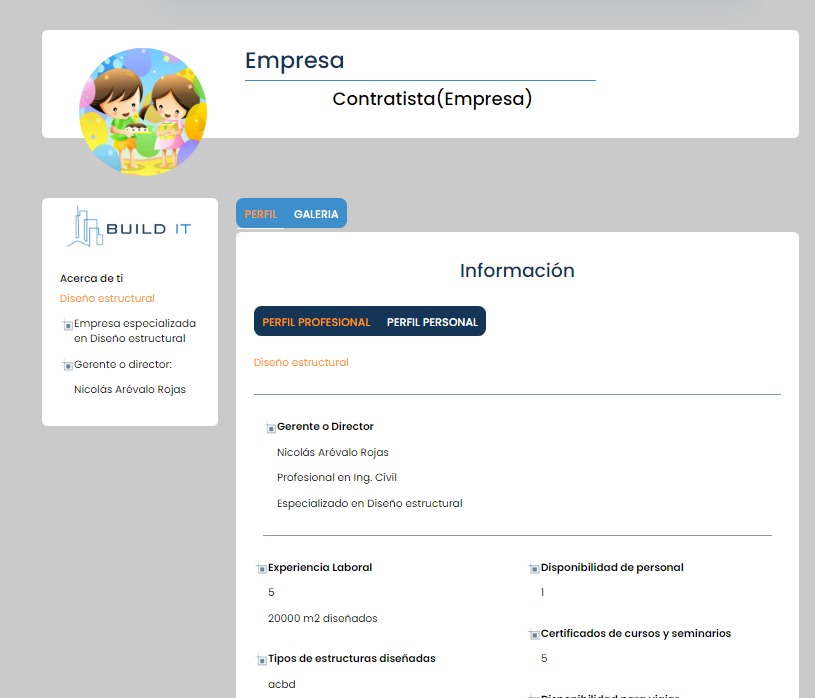 Empresa
Contratista(Empresa)
BUILD IT
Acerca de ti
Diseño estructural
Empresa especializada
en Diseño estructural
Gerente o director:
Nicolás Arévalo Rojas
PERFIL GALERIA
Información
PERFIL PROFESIONAL PERFIL PERSONAL
Diseño estructural
Gerente o Director
Nicolás Arévalo Rojas
Profesional en Ing. Civil
Especializado en Diseño estructural
Experiencia Laboral
5
20000 m2 diseñados
Tipos de estructuras diseñadas
acbd
Disponibilidad de personal
1
Certificados de cursos y seminarios
5
Disponibilidad para viajar